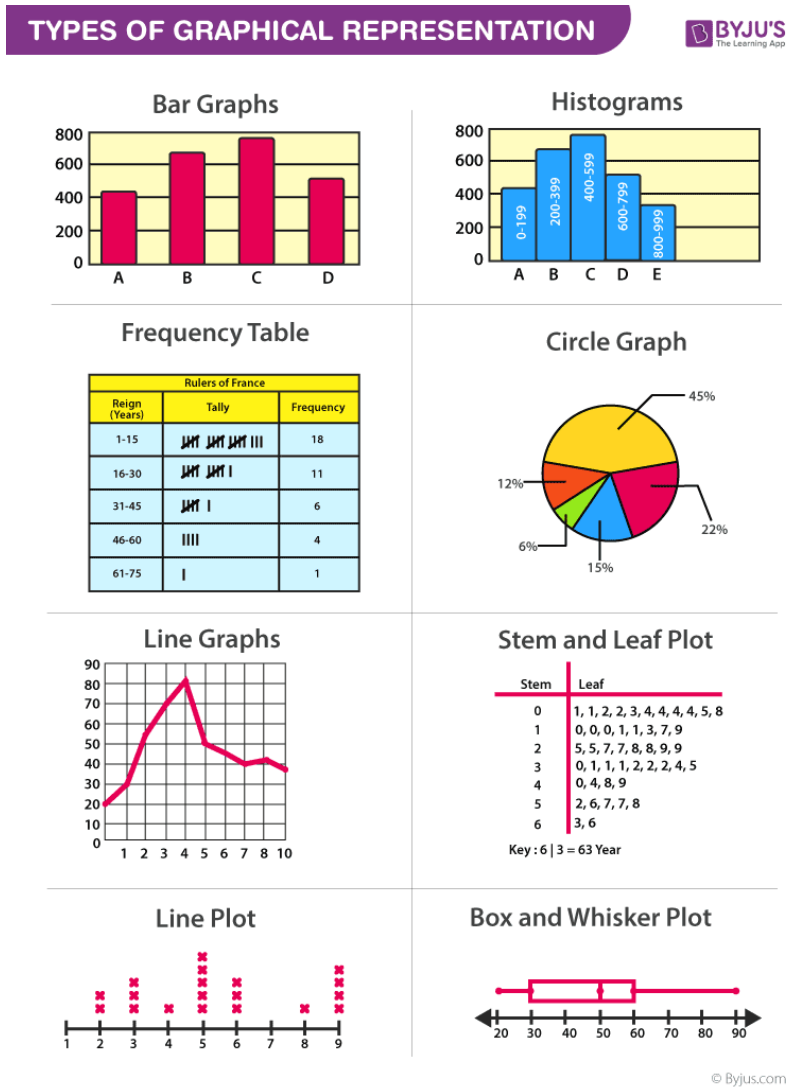 TYPES OF GRAPHICAL REPRESENTATION
BYJU'S
The Learning App
Bar Graphs
800
600
400
200
0
A B C D
Histograms
800
600
400
200
0
0-199
200-399
400-599
600-799
800-999
A B C D E
Frequency Table
Rulers of France
Reign
(Years) Tally Frequency
1-15 18
16-30 11
31-45 6
46-60 4
61-75 1
Circle Graph
45%
12%
22%
6%
15%
Line Graphs
90
80
70
60
50
40
30
20
10
0
1 2 3 4 5 6 7 8 10
Stem and Leaf Plot
Stem Leaf
0 1, 1, 2, 2, 3, 4, 4, 4, 4, 5, 8
1 0, 0, 0, 1, 1, 3, 7, 9
2 5, 5, 7, 7, 8, 8, 9, 9
3 0, 1, 1, 1, 2, 2, 2, 4, 5
4 0, 4, 8, 9
5 2, 6, 7, 7, 8
6 3, 6
Key : 6 | 3 = 63 Year
Line Plot
1 2 3 4 5 6 7 8 9
Box and Whisker Plot
20 30 40 50 60 70 80 90
© Byjus.com